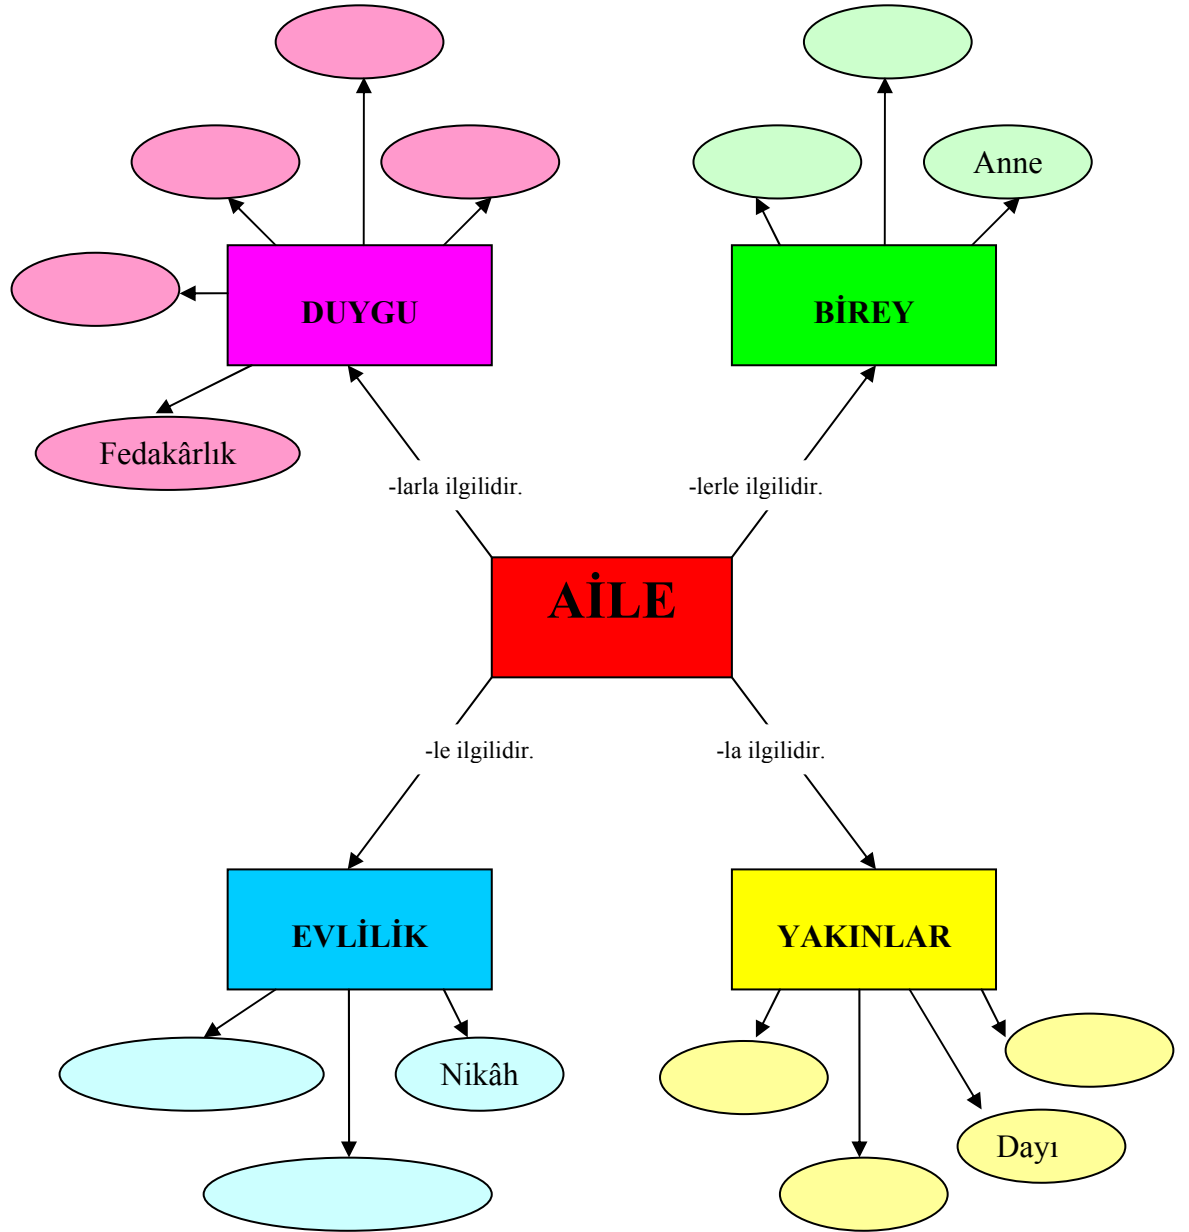 Anne
DUYGU
BİREY
Fedakârlık
-larla ilgilidir.
-lerle ilgilidir.
AİLE
-le ilgilidir.
-la ilgilidir.
EVLİLİK
YAKINLAR
Nikâh
Dayı